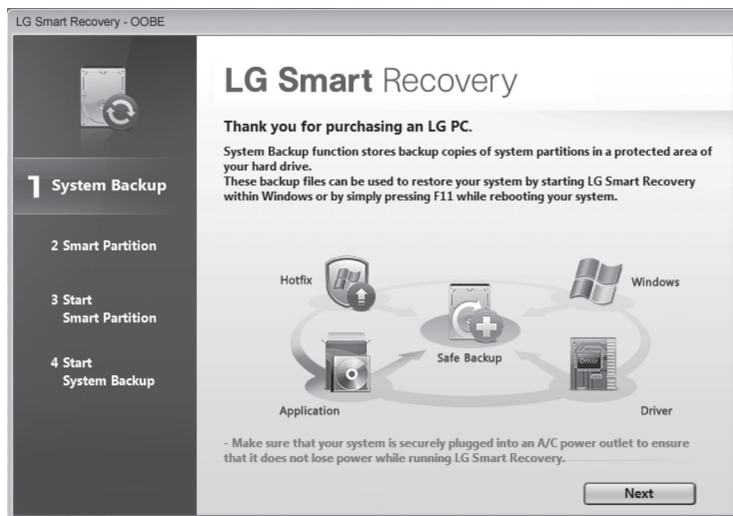 LG Smart Recovery - OOBE
LG Smart Recovery
Thank you for purchasing an LG PC.
System Backup function stores backup copies of system partitions in a protected area of
your hard drive.
These backup files can be used to restore your system by starting LG Smart Recovery
within Windows or by simply pressing F11 while rebooting your system.
1 System Backup
2 Smart Partition
3 Start
Smart Partition
4 Start
System Backup
Hotfix
Windows
Safe Backup
Driver
Application
Driver
- Make sure that your system is securely plugged into an A/C power outlet to ensure
that it does not lose power while running LG Smart Recovery.
Next